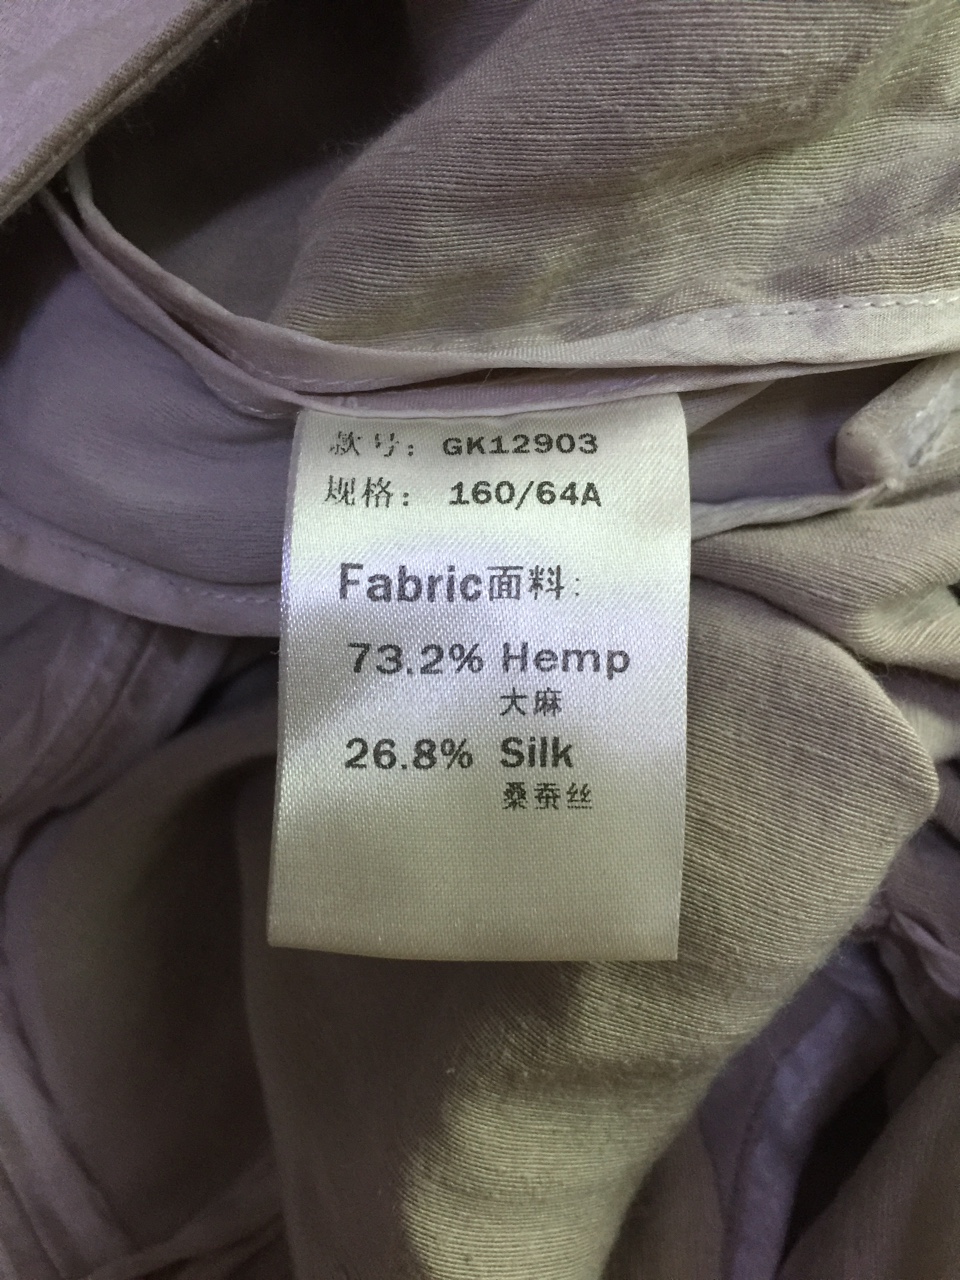 款号: GK12903
规格: 160/64A
Fabric面料:
73.2% Hemp
大麻
26.8% Silk
桑蚕丝